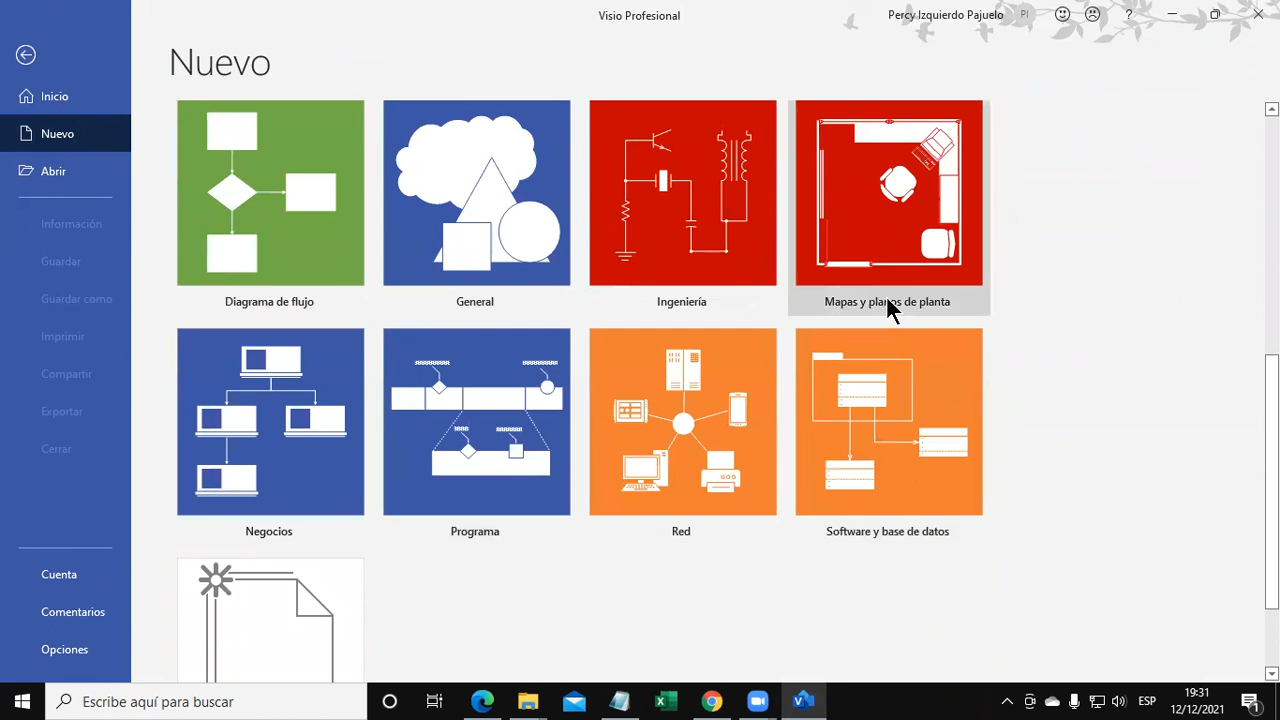 Visio Profesional
Percy Izquierdo Pajuelo
PI
?
Nuevo
Inicio
Nuevo
Abrir
Información
Guardar
Guardar como
Imprimir
Compartir
Exportar
Cerrar
Cuenta
Comentarios
Opciones
Diagrama de flujo
General
Ingeniería
Mapas y planos de planta
Negocios
Programa
Red
Software y base de datos
Escribe aquí para buscar
ESP
19:31
12/12/2021
1